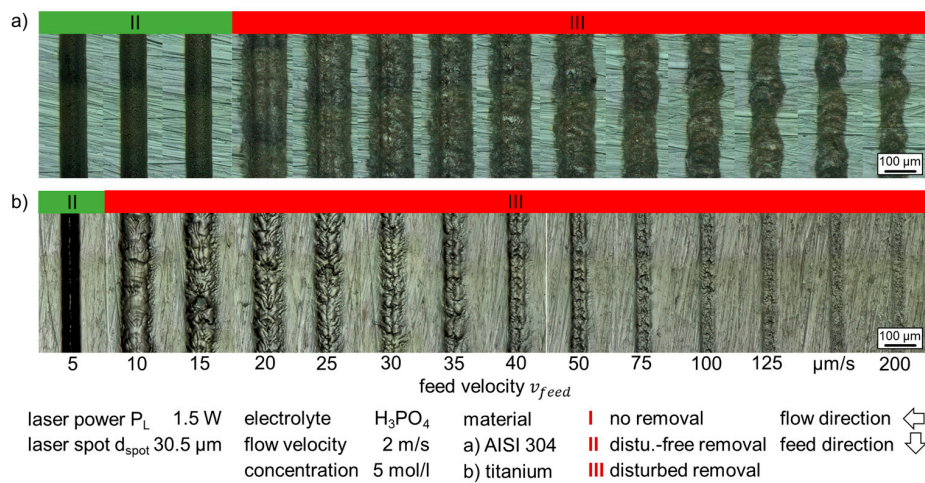 a) II III
100 µm
b) II III
100 µm
5 10 15 20 25 30 35 40 50 75 100 125 µm/s 200
feed velocity v_feed
laser power P_L 1.5 W electrolyte H₃PO₄ material I no removal flow direction
laser spot d_spot 30.5 µm flow velocity 2 m/s a) AISI 304 II distu.-free removal feed direction
concentration 5 mol/l b) titanium III disturbed removal